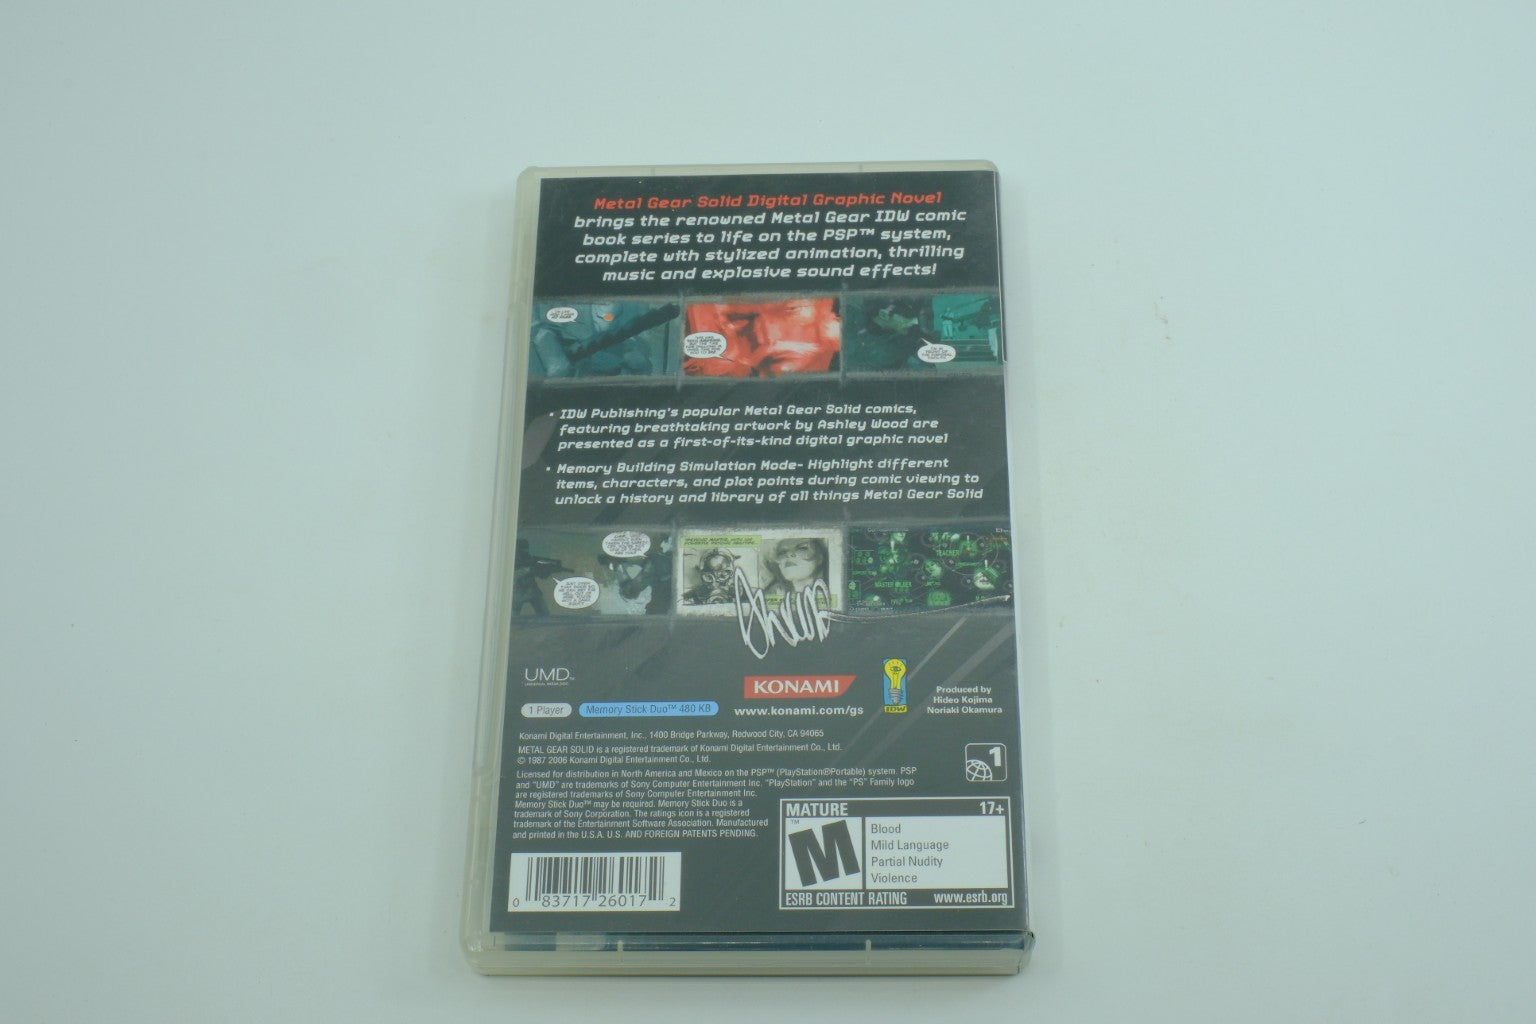 Metal Gear Solid Digital Graphic Novel
brings the renowned Metal Gear IDW comic
book series to life on the PSP™ system,
complete with stylized animation, thrilling
music and explosive sound effects!
• IDW Publishing's popular Metal Gear Solid comics,
featuring breathtaking artwork by Ashley Wood are
presented as a first-of-its-kind digital graphic novel
• Memory Building Simulation Mode- Highlight different
items, characters, and plot points during comic viewing to
unlock a history and library of all things Metal Gear Solid
TEACHER
MASTER MILLER
UMD™
UNIVERSAL MEDIA DISC
KONAMI
IDW
1 Player
Memory Stick Duo™ 480 KB
www.konami.com/gs
Produced by
Hideo Kojima
Noriaki Okamura
Konami Digital Entertainment, Inc., 1400 Bridge Parkway, Redwood City, CA 94065
METAL GEAR SOLID is a registered trademark of Konami Digital Entertainment Co., Ltd.
© 1987 2006 Konami Digital Entertainment Co., Ltd.
Licensed for distribution in North America and Mexico on the PSP™ (PlayStation®Portable) system. PSP
and "UMD" are trademarks of Sony Computer Entertainment Inc. "PlayStation" and the "PS" Family logo
are registered trademarks of Sony Computer Entertainment Inc.
Memory Stick Duo™ may be required. Memory Stick Duo is a
trademark of Sony Corporation. The ratings icon is a registered
trademark of the Entertainment Software Association. Manufactured
and printed in the U.S.A. U.S. AND FOREIGN PATENTS PENDING.
1
MATURE 17+
M™
Blood
Mild Language
Partial Nudity
Violence
ESRB CONTENT RATING www.esrb.org
0 83717 26017 2